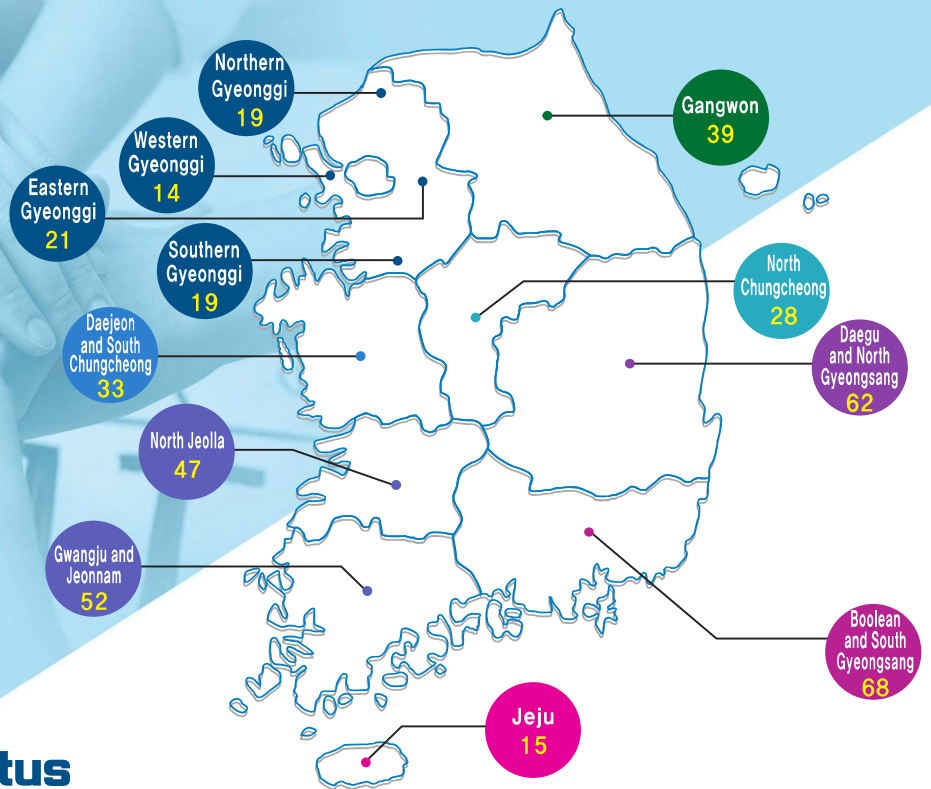 Northern
Gyeonggi
19
Western
Gyeonggi
14
Eastern
Gyeonggi
21
Southern
Gyeonggi
19
Daejeon
and South
Chungcheong
33
North Jeolla
47
Gwangju and
Jeonnam
52
Gangwon
39
North
Chungcheong
28
Daegu
and North
Gyeongsang
62
Boolean
and South
Gyeongsang
68
Jeju
15
tus